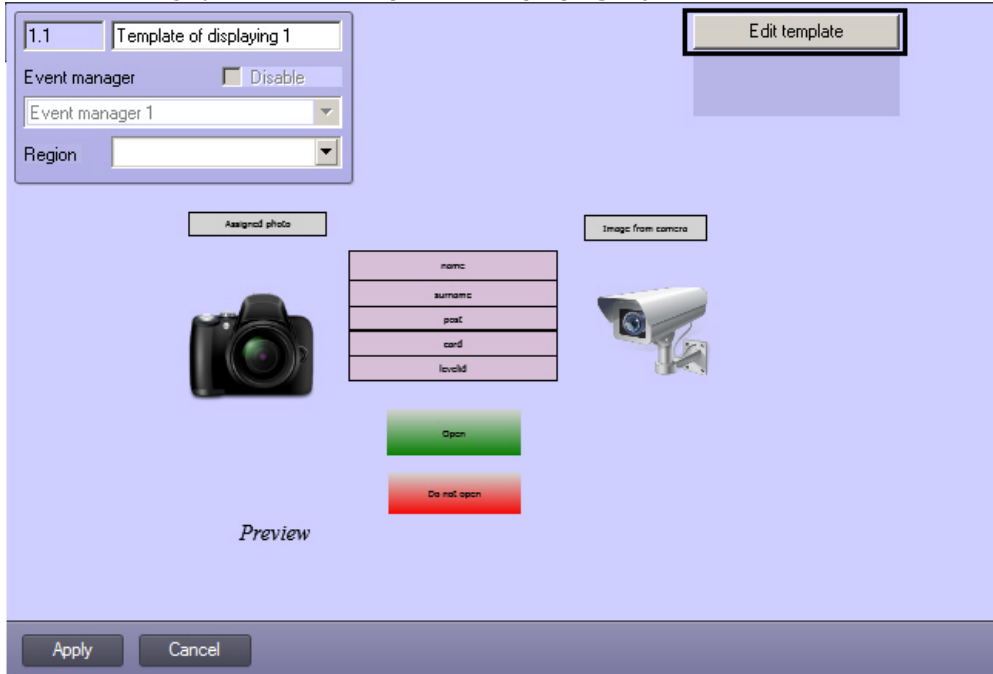 1.1 Template of displaying 1
Edit template
Event manager Disable
Event manager 1
Region
Assigned photo
Image from camera
name
surname
post
card
levelid
Open
Do not open
Preview
Apply Cancel